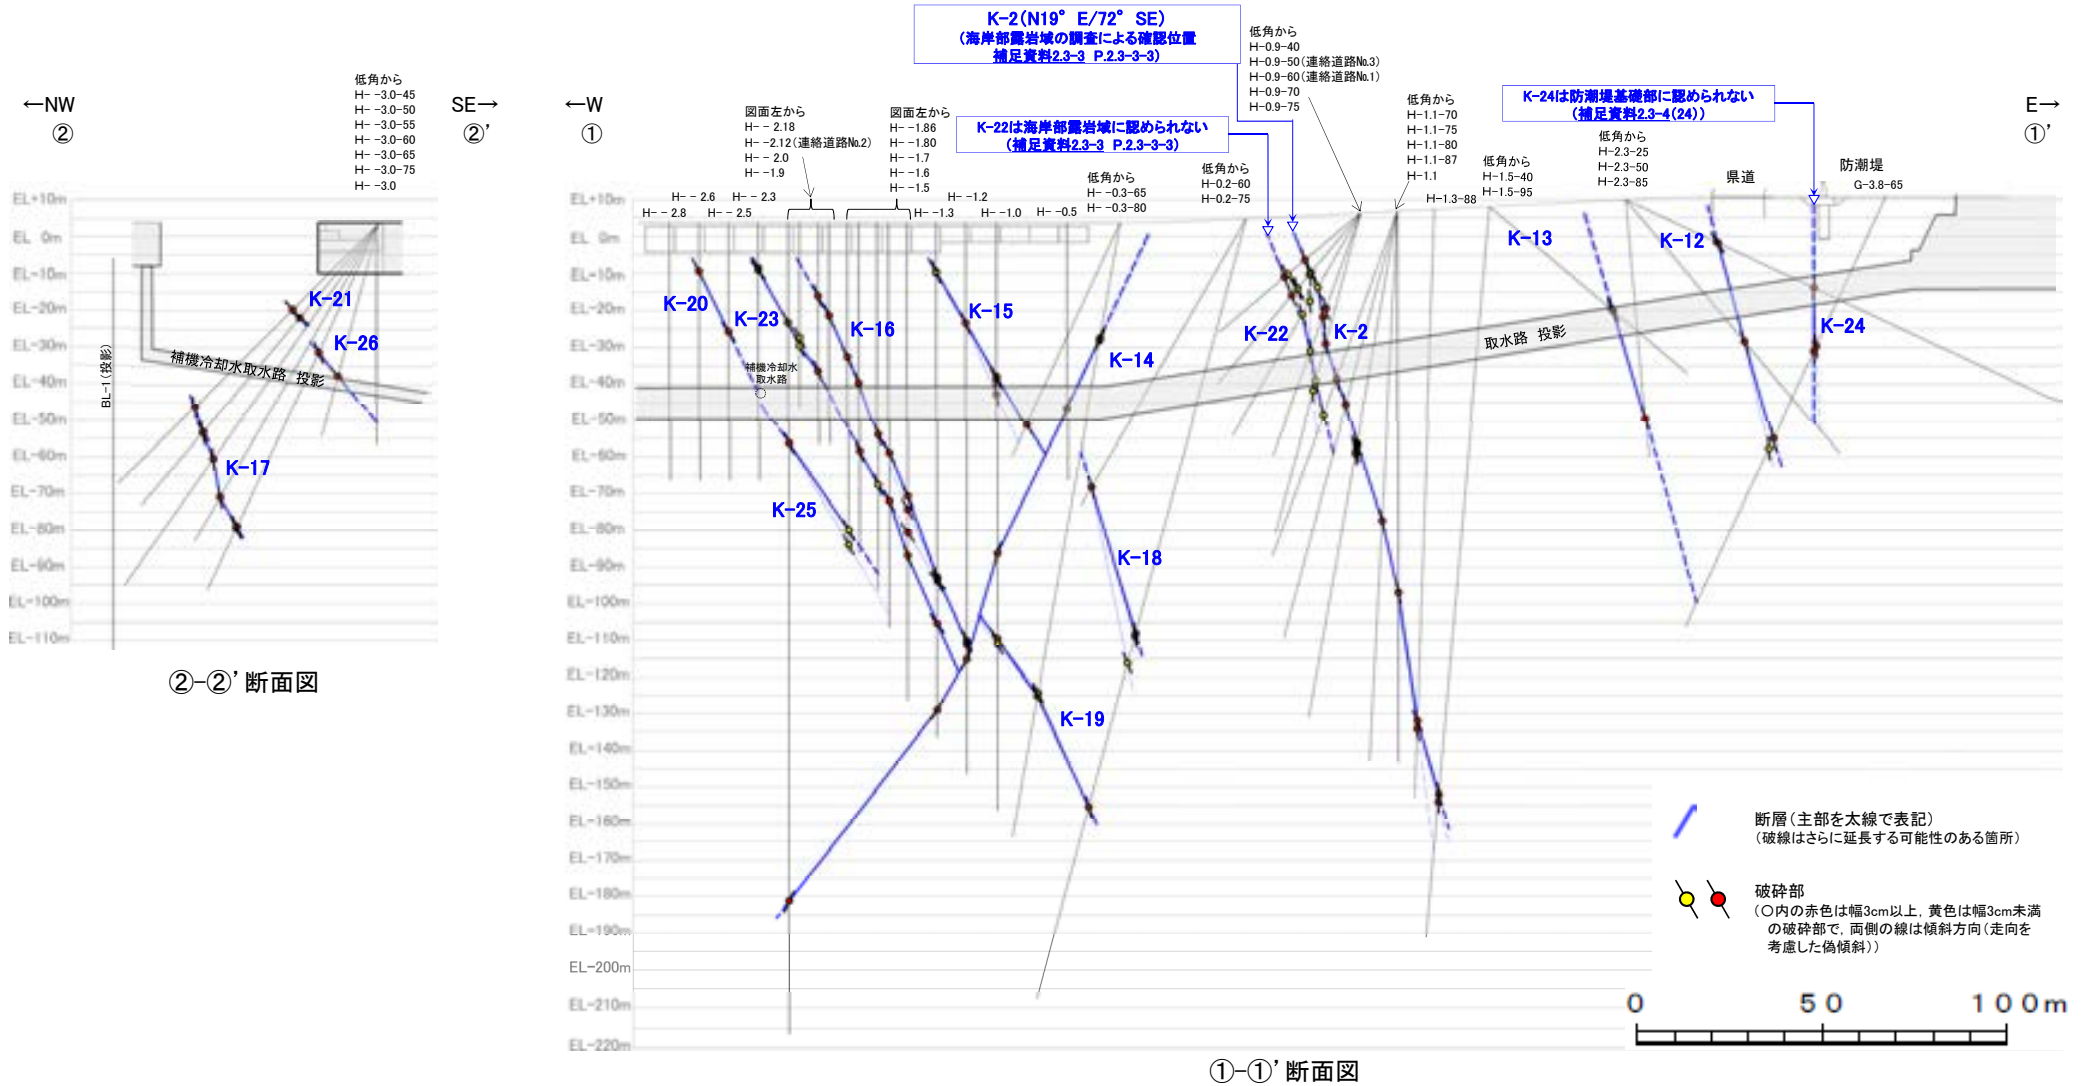 K-2(N19° E/72° SE)
(海岸部露岩域の調査による確認位置
補足資料2.3-3 P.2.3-3-3)
低角から
H-0.9-40
H-0.9-50(連絡道路No.3)
H-0.9-60(連絡道路No.1)
H-0.9-70
H-0.9-75
低角から
H- -3.0-45
H- -3.0-50
H- -3.0-55
H- -3.0-60
H- -3.0-65
H- -3.0-75
H- -3.0
←NW
②
SE→
②'
←W
①
E→
①'
図面左から
H- - 2.18
H- -2.12(連絡道路No.2)
H- - 2.0
H- -1.9
図面左から
H- -1.86
H- -1.80
H- -1.7
H- -1.6
H- -1.5
K-22は海岸部露岩域に認められない
(補足資料2.3-3 P.2.3-3-3)
低角から
H-1.1-70
H-1.1-75
H-1.1-80
H-1.1-87
H-1.1
K-24は防潮堤基礎部に認められない
(補足資料2.3-4(24))
低角から
H-2.3-25
H-2.3-50
H-2.3-85
低角から
H-1.5-40
H-1.5-95
低角から
H-0.2-60
H-0.2-75
低角から
H- -0.3-65
H- -0.3-80
県道
防潮堤
G-3.8-65
H-1.3-88
H- - 2.6
H- - 2.3
H- -1.2
H- - 2.8
H- - 2.5
H- -1.3
H- -1.0
H- -0.5
EL+10m
EL 0m
EL-10m
EL-20m
EL-30m
EL-40m
EL-50m
EL-60m
EL-70m
EL-80m
EL-90m
EL-100m
EL-110m
BL-1(投影)
補機冷却水取水路 投影
K-21
K-26
K-17
②-②' 断面図
EL+10m
EL 0m
EL-10m
EL-20m
EL-30m
EL-40m
EL-50m
EL-60m
EL-70m
EL-80m
EL-90m
EL-100m
EL-110m
EL-120m
EL-130m
EL-140m
EL-150m
EL-160m
EL-170m
EL-180m
EL-190m
EL-200m
EL-210m
EL-220m
K-20
K-23
K-16
K-15
K-14
K-22
K-2
K-13
K-12
K-24
補機冷却水
取水路
取水路 投影
K-25
K-18
K-19
断層(主部を太線で表記)
(破線はさらに延長する可能性のある箇所)
破砕部
(○内の赤色は幅3cm以上, 黄色は幅3cm未満
の破砕部で, 両側の線は傾斜方向(走向を
考慮した偽傾斜))
0 50 100m
①-①' 断面図